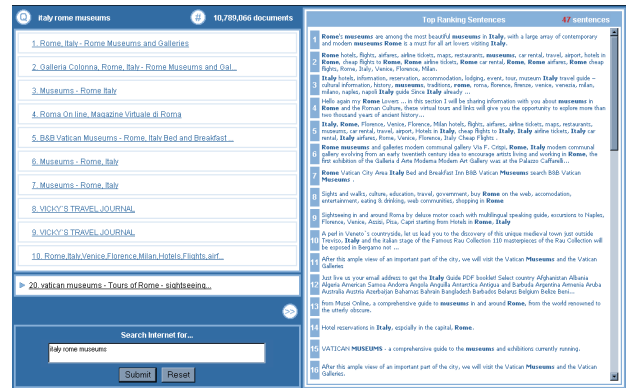 Q italy rome museums # 10,789,066 documents
1. Rome, Italy - Rome Museums and Galleries
2. Galleria Colonna, Rome, Italy - Rome Museums and Gal...
3. Museums - Rome, Italy
4. Roma On line, Magazine Virtuale di Roma
5. B&B Vatican Museums - Rome, Italy Bed and Breakfast ...
6. Museums - Rome, Italy
7. Museums - Rome, Italy
8. VICKY'S TRAVEL JOURNAL
9. VICKY'S TRAVEL JOURNAL
10. Rome,Italy,Venice,Florence,Milan,Hotels,Flights,airf...
20. vatican museums - Tours of Rome - sightseeing...
>>
Search Internet for...
italy rome museums
Submit Reset
Top Ranking Sentences 47 sentences
1 Rome's museums are among the most beautiful museums in Italy, with a large array of contemporary
and modern museums Rome is a must for all art lovers visiting Italy.
2 Rome hotels, flights, airfares, airline tickets, maps, restaurants, museums, car rental, travel, airport, hotels in
Rome, cheap flights to Rome, Rome airline tickets, Rome car rental, Rome, Rome airfares, Rome cheap
flights, Rome, Italy, Venice, Florence, Milan.
3 Italy hotels, information, reservation, accommodation, lodging, event, tour, museum Italy travel guide -
cultural information, history, museums, traditions, rome, roma, florence, firenze, venice, venezia, milan,
milano, naples, napoli Italy guide Since Italy already ...
4 Hello again my Rome Lovers! ... in this section I will be sharing information with you about museums in
Rome and the Roman Culture, these virtual tours and links will give you the opportunity to explore more than
two thousand years of ancient history...
5 Italy, Rome, Florence, Venice, Florence, Milan hotels, flights, airfares, airline tickets, maps, restaurants,
museums, car rental, travel, airport, Hotels in Italy, cheap flights to Italy, Italy airline tickets, Italy car
rental, Italy airfares, Rome, Italy Cheap Flights .
6 Rome museums and galleries modern communal gallery Via F. Crispi, Rome, Italy modern communal
gallery evolving from an early twentieth century idea to encourage artists living and working in Rome, the
first exhibition of the Galleria d Arte Moderna Modern Art Gallery was at the Palazzo Caffarelli...
7 Rome Vatican City Area Italy Bed and Breakfast Inn B&B Vatican Museums search B&B Vatican
Museums .
8 Sights and walks, culture, education, travel, government, buy Rome on the web, accomodation,
entertainment, eating & drinking, web communities, shopping in Rome
9 Sightseeing in and around Rome by deluxe motor coach with multilingual speaking guide, excursions to Naples,
Florence, Venice, Assisi, Pisa, Capri starting from Hotels in Rome, Italy
10 A perl in Veneto's countryside, let us lead you to the discovery of this unique medieval town just outside
Treviso, Italy and the italian stage of the Famous Rau Collection 110 masterpieces of the Rau Collection will
be exposed in Bergamo not ...
11 After this ample view of an important part of the city, we will visit the Vatican Museums and the Vatican
Galleries
12 Just live us your email address to get the Italy Guide PDF booklet! Select country Afghanistan Albania
Algeria American Samoa Andorra Angola Anguilla Antarctica Antigua and Barbuda Argentina Armenia Aruba
Australia Austria Azerbaijan Bahamas Bahrain Bangladesh Barbados Belarus Belgium Belize Beni...
13 from Musei Online, a comprehensive guide to museums in and around Rome, from the world renowned to
the utterly obscure.
14 Hotel reservations in Italy, espcially in the capital, Rome.
15 VATICAN MUSEUMS - a comprehensive guide to the museums and exhibitions currently running.
16 After this ample view of an important part of the city, we will visit the Vatican Museums and the Vatican
Galleries.